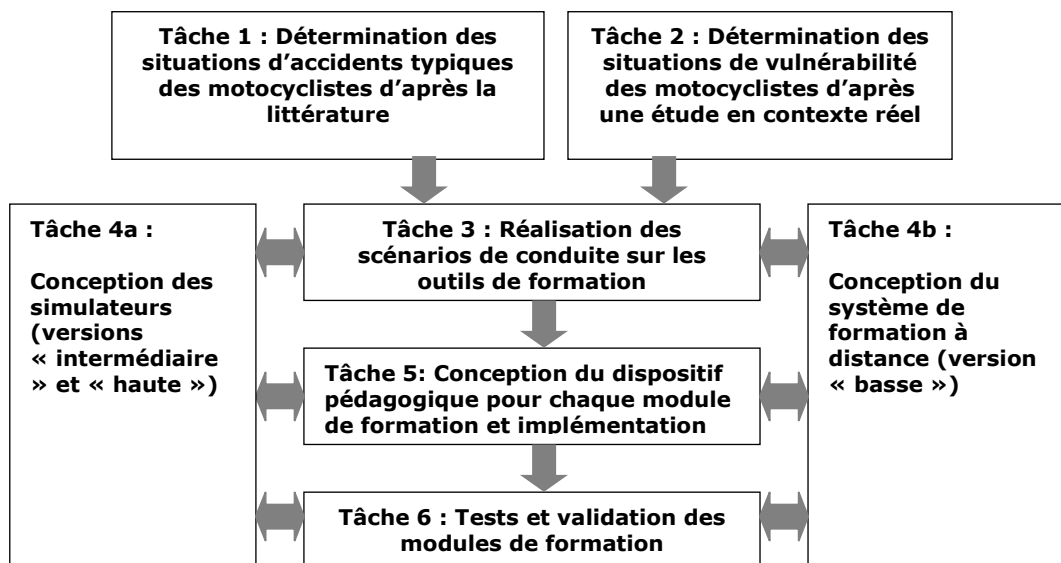 Tâche 1 : Détermination des
situations d’accidents typiques
des motocyclistes d’après la
littérature
Tâche 2 : Détermination des
situations de vulnérabilité
des motocyclistes d’après
une étude en contexte réel
Tâche 4a :
Conception des
simulateurs
(versions
« intermédiaire
» et « haute »)
Tâche 3 : Réalisation des
scénarios de conduite sur les
outils de formation
Tâche 5: Conception du dispositif
pédagogique pour chaque module
de formation et implémentation
Tâche 6 : Tests et validation des
modules de formation
Tâche 4b :
Conception du
système de
formation à
distance (version
« basse »)